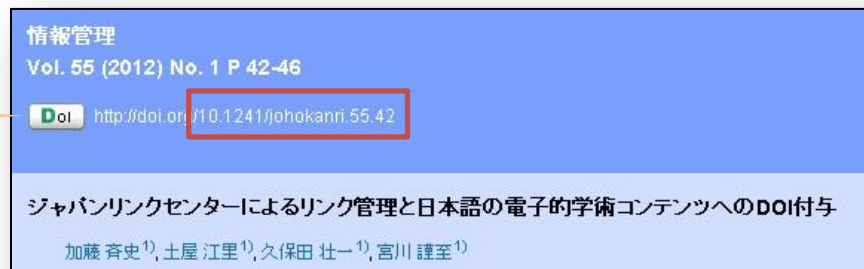 情報管理
Vol. 55 (2012) No. 1 P 42-46
DOI http://doi.org/10.1241/johokanri.55.42
ジャパンリンクセンターによるリンク管理と日本語の電子的学術コンテンツへのDOI付与
加藤 斉史1), 土屋 江里1), 久保田 壮一1), 宮川 謹至1)